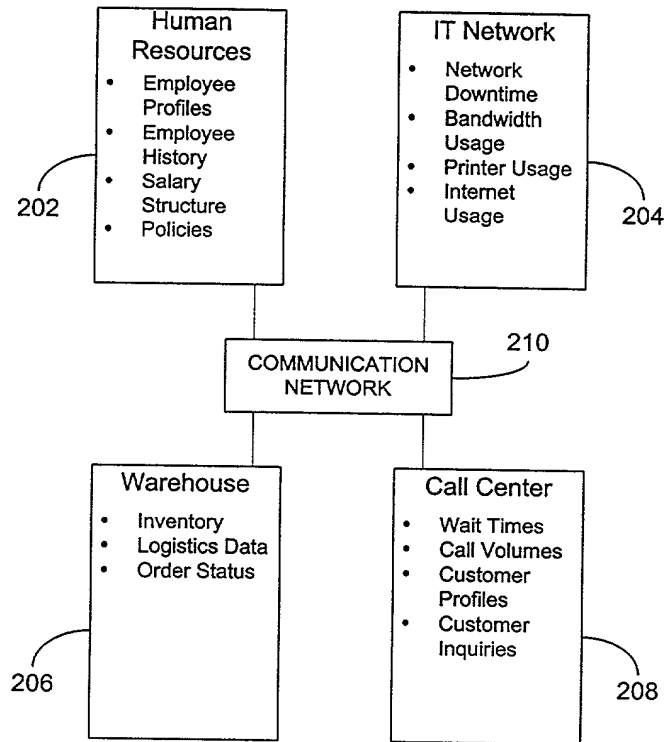 Human
Resources
• Employee
Profiles
• Employee
History
• Salary
Structure
• Policies
202
IT Network
• Network
Downtime
• Bandwidth
Usage
• Printer Usage
• Internet
Usage
204
COMMUNICATION
NETWORK
210
Warehouse
• Inventory
• Logistics Data
• Order Status
206
Call Center
• Wait Times
• Call Volumes
• Customer
Profiles
• Customer
Inquiries
208